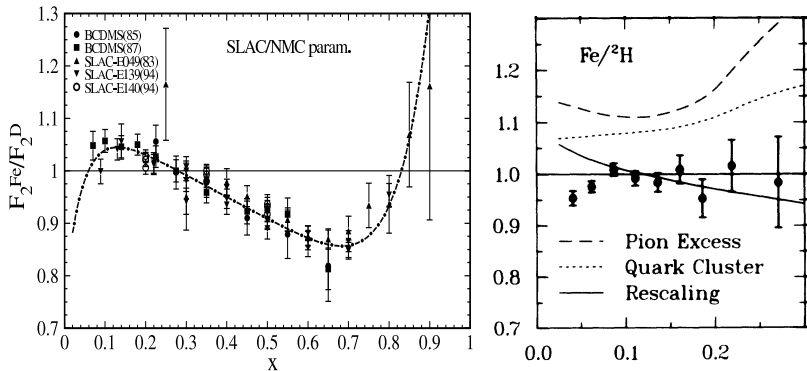 1.3
1.2
1.1
1
0.9
0.8
0.7
0 0.1 0.2 0.3 0.4 0.5 0.6 0.7 0.8 0.9 1
X
F₂Fe/F₂D
BCDMS(85)
BCDMS(87)
SLAC-E049(83)
SLAC-E139(94)
SLAC-E140(94)
SLAC/NMC param.
1.3
1.2
1.1
1.0
0.9
0.8
0.7
0.0 0.1 0.2
Fe/²H
Pion Excess
Quark Cluster
Rescaling